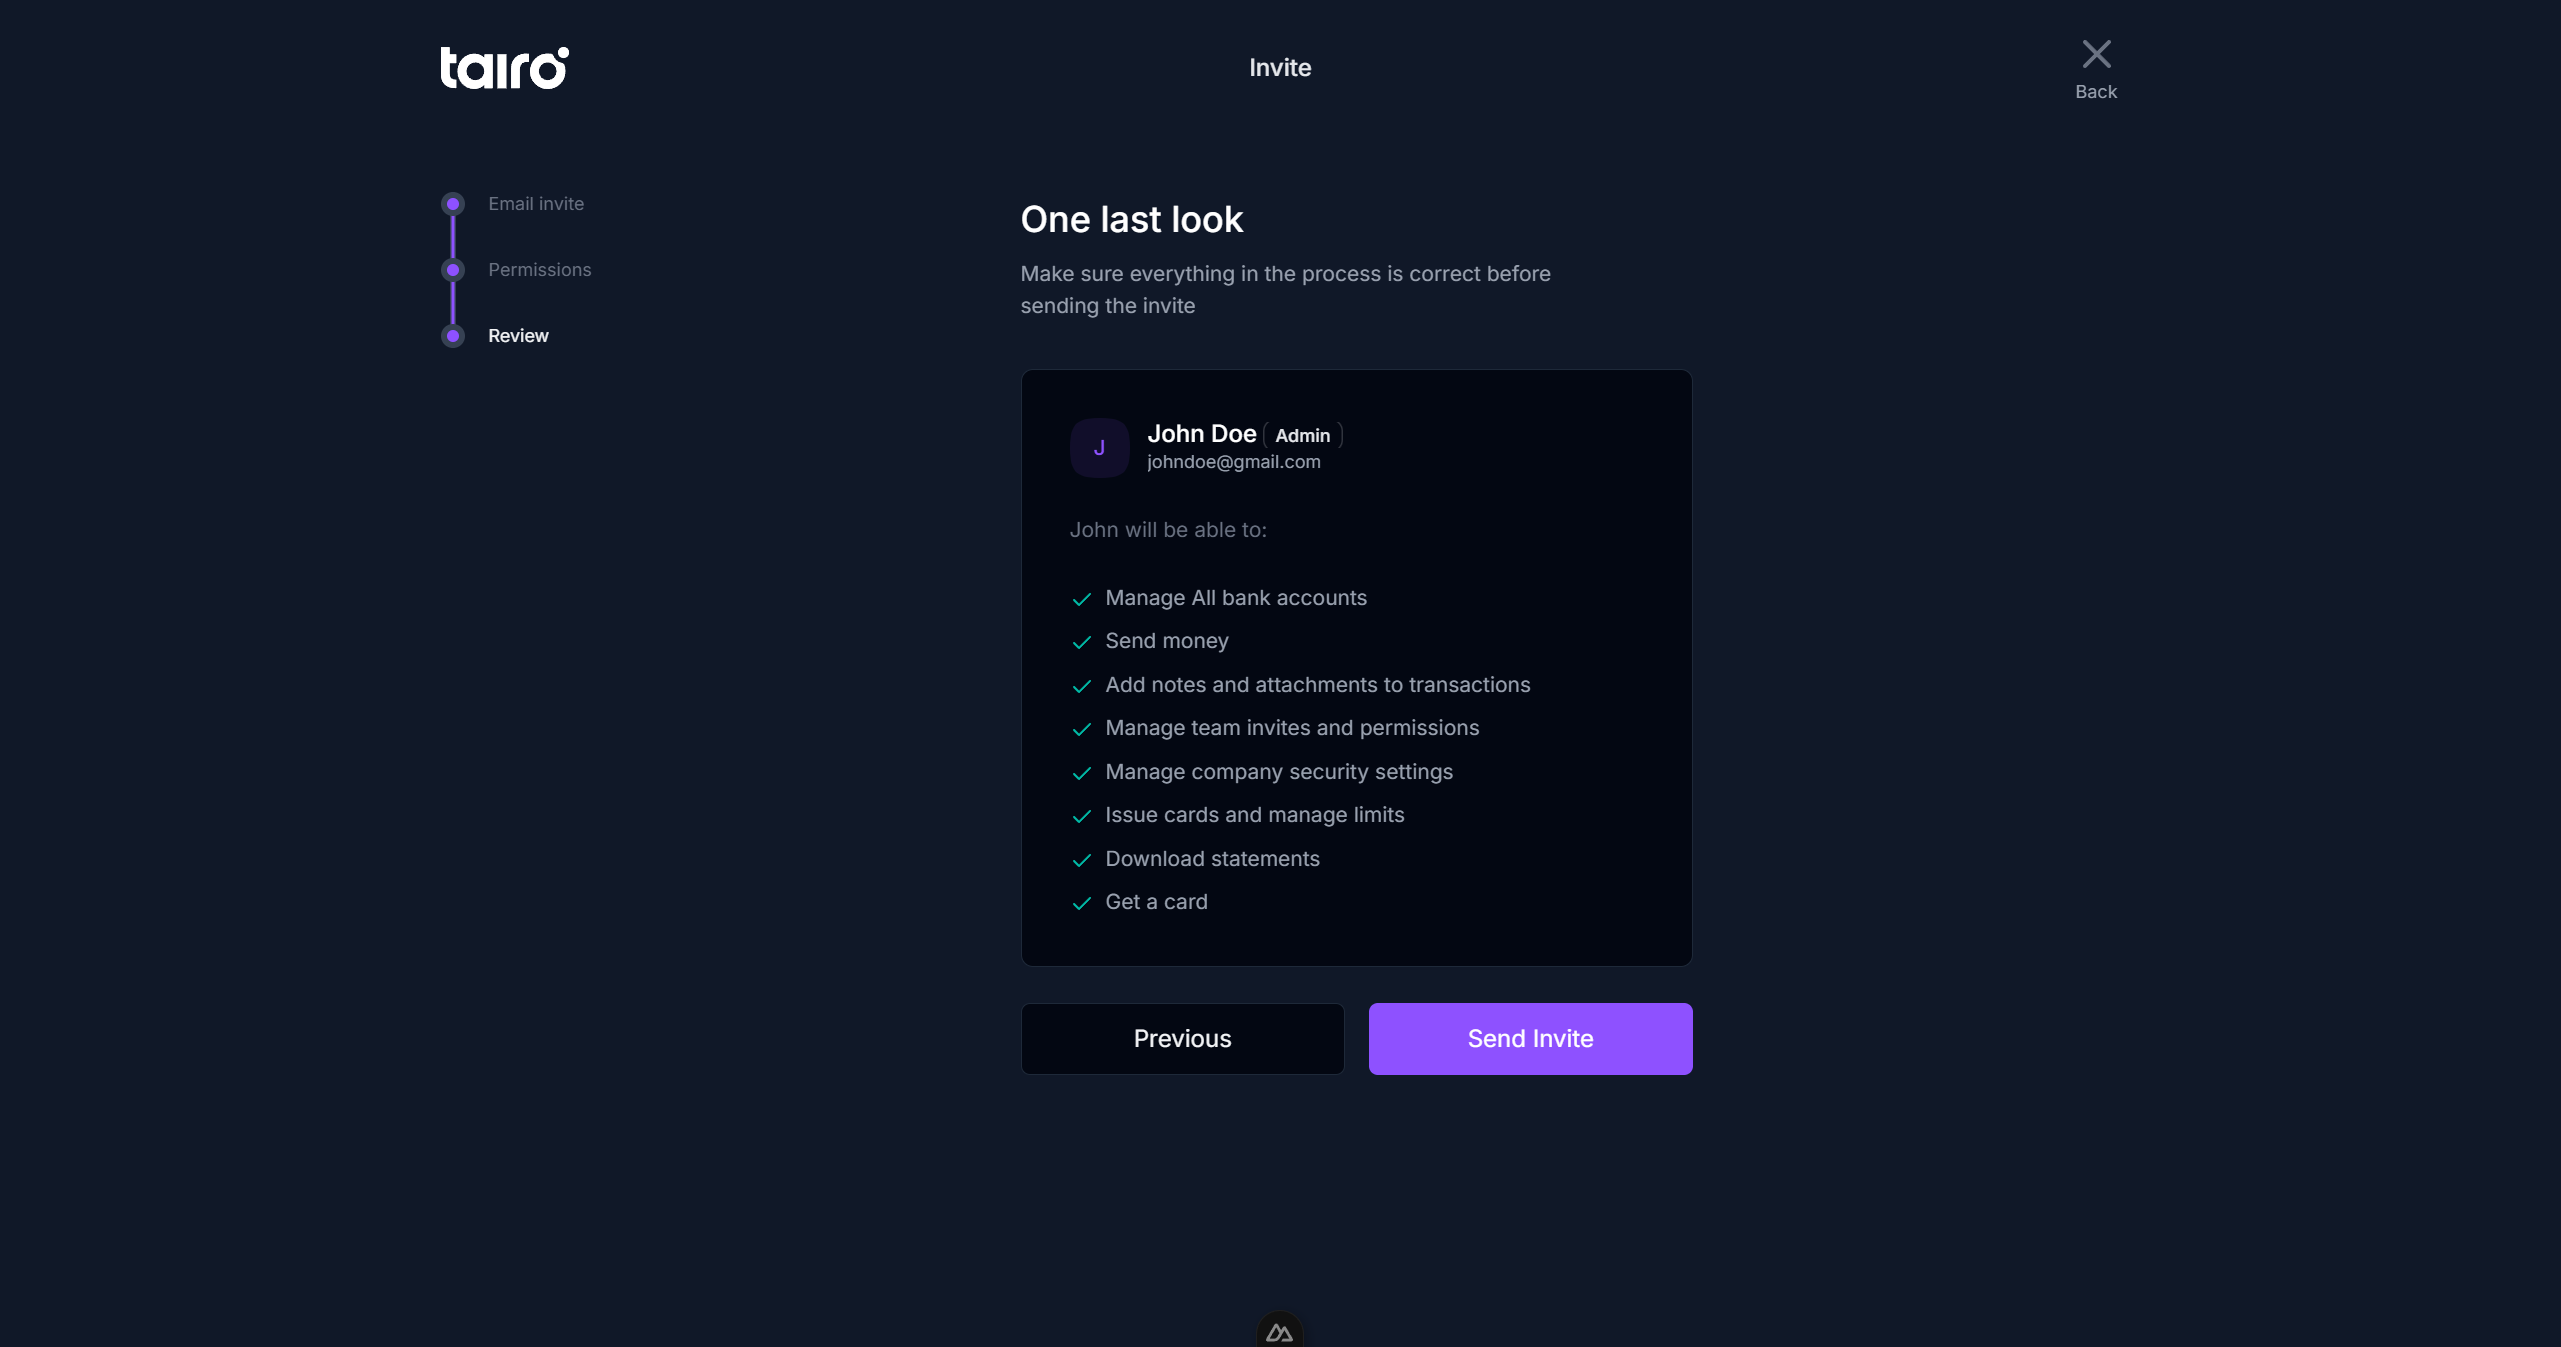 tairo
Invite
Back
Email invite
Permissions
Review
One last look
Make sure everything in the process is correct before
sending the invite
J
John Doe
Admin
johndoe@gmail.com
John will be able to:
Manage All bank accounts
Send money
Add notes and attachments to transactions
Manage team invites and permissions
Manage company security settings
Issue cards and manage limits
Download statements
Get a card
Previous
Send Invite